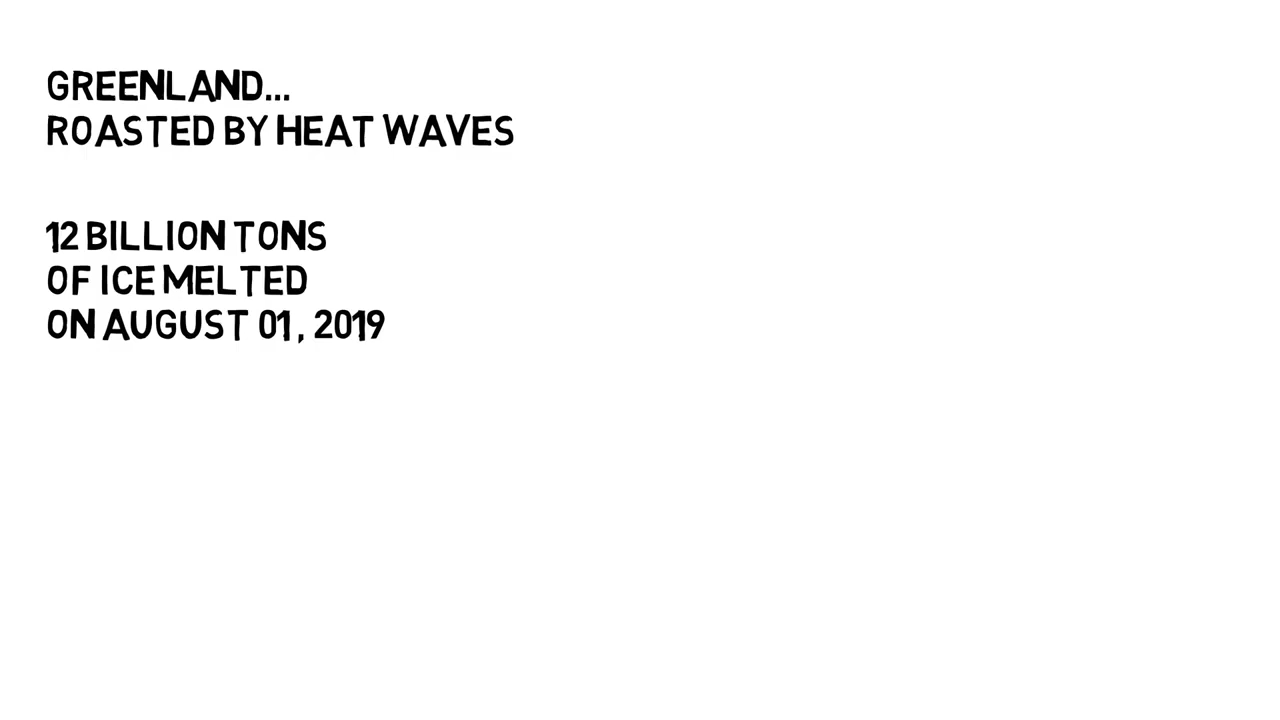 GREENLAND...
ROASTED BY HEAT WAVES
12 BILLION TONS
OF ICE MELTED
ON AUGUST 01, 2019